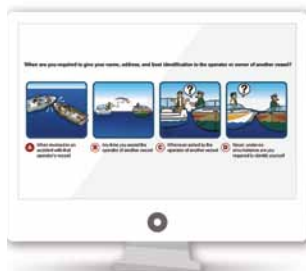 When are you required to give your name, address, and boat identification to the operator or owner of another vessel?
?
?
A When involved in an
accident with that
operator's vessel
B Any time you sound the
operator of another vessel
C Whenever asked by the
operator of another vessel
D Never, under no
circumstances are you
required to identify yourself